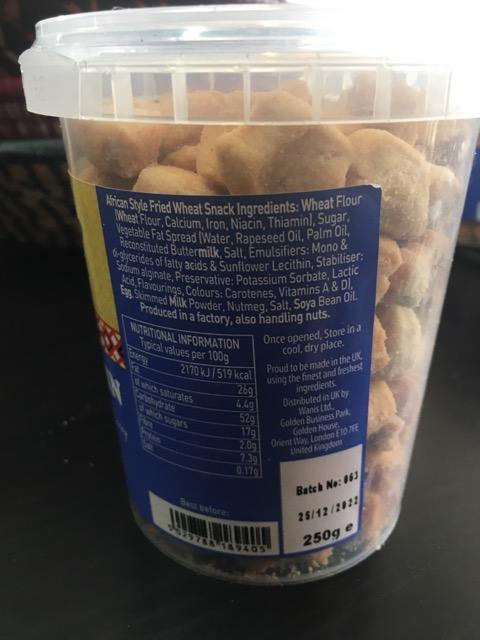 African Style Fried Wheat Snack Ingredients: Wheat Flour
(Wheat Flour, Calcium, Iron, Niacin, Thiamin), Sugar,
Vegetable Fat Spread (Water, Rapeseed Oil, Palm Oil,
Reconstituted Buttermilk, Salt, Emulsifiers: Mono &
di-glycerides of fatty acids & Sunflower Lecithin, Stabiliser:
Sodium alginate, Preservative: Potassium Sorbate, Lactic
Acid, Flavourings, Colours: Carotenes, Vitamins A & D),
Egg, Skimmed Milk Powder, Nutmeg, Salt, Soya Bean Oil.
Produced in a factory, also handling nuts.
NUTRITIONAL INFORMATION
Typical values per 100g
Energy 2170 kJ/519 kcal
Fat 26g
of which saturates 4.4g
Carbohydrate 52g
of which sugars 17g
Fibre 2.0g
Protein 7.3g
Salt 0.17g
Once opened, Store in a
cool, dry place.
Proud to be made in the UK,
using the finest and freshest
ingredients.
Distributed in UK by
Wanis Ltd.,
Golden Business Park,
Golden House,
Orient Way, London E10 7FE
United Kingdom
Best before:
Batch No: 063
25/12/2022
250g e
5 029788 189405